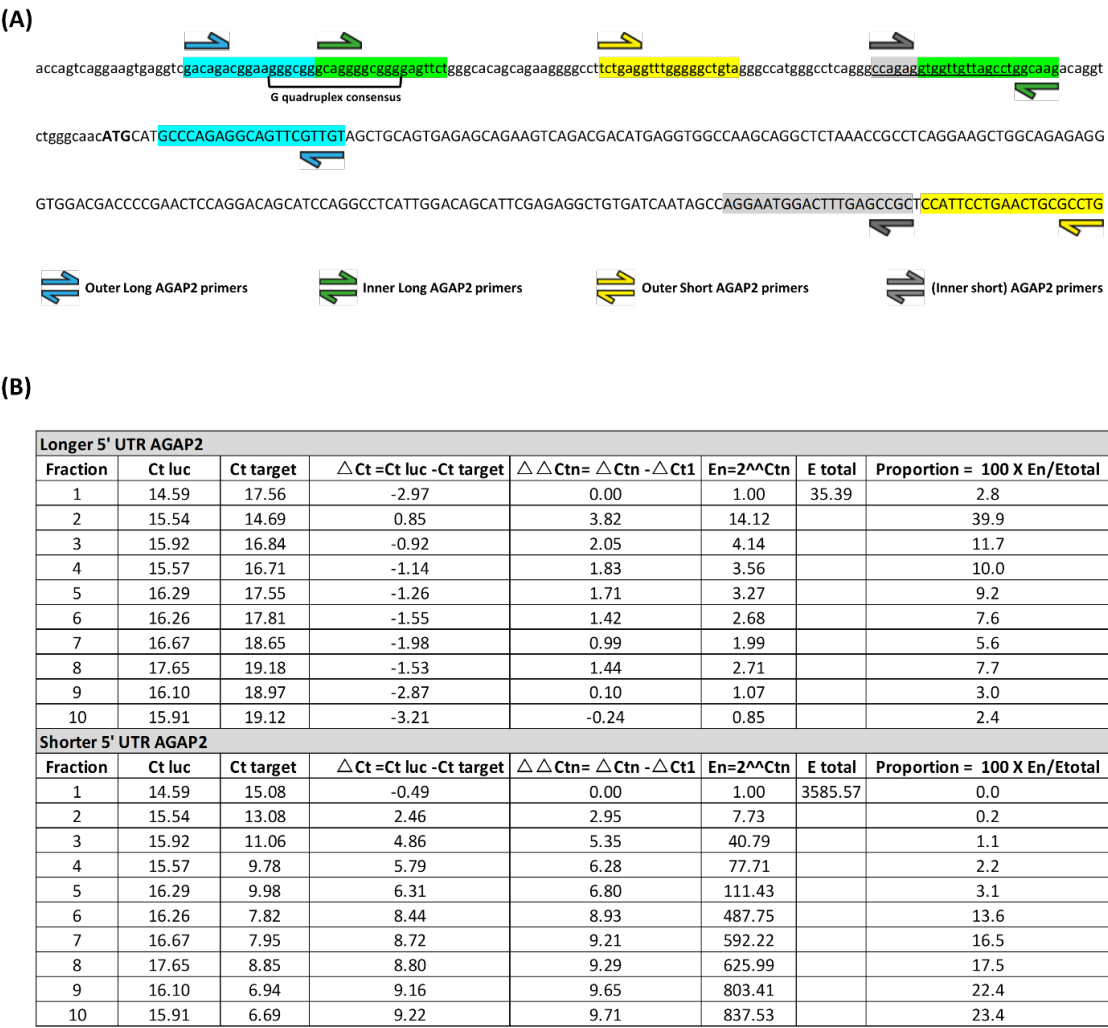 (A)
accagtcaggaagtgaggtcgacagacggaagggcggggcaggggcggggagttctgggcacagcagaaggggccttctgaggtttgggggctgtagggccatgggcctcagggccagaggtggttgttagcctggcaagacaggt
G quadruplex consensus
ctgggcaacATGCATGCCCAGAGGCAGTTCGTTGTAGCTGCAGTGAGAGCAGAAGTCAGACGACATGAGGTGGCCAAGCAGGCTCTAAACCGCCTCAGGAAGCTGGCAGAGAGG
GTGGACGACCCCGAACTCCAGGACAGCATCCAGGCCTCATTGGACAGCATTCGAGAGGCTGTGATCAATAGCCAGGAATGGACTTTGAGCCGCTCCATTCCTGAACTGCGCCTG
Outer Long AGAP2 primers Inner Long AGAP2 primers Outer Short AGAP2 primers (Inner short) AGAP2 primers
(B)
Longer 5' UTR AGAP2
Fraction Ct luc Ct target △Ct =Ct luc -Ct target △△Ctn= △Ctn -△Ct1 En=2^^Ctn E total Proportion = 100 X En/Etotal
1 14.59 17.56 -2.97 0.00 1.00 35.39 2.8
2 15.54 14.69 0.85 3.82 14.12 39.9
3 15.92 16.84 -0.92 2.05 4.14 11.7
4 15.57 16.71 -1.14 1.83 3.56 10.0
5 16.29 17.55 -1.26 1.71 3.27 9.2
6 16.26 17.81 -1.55 1.42 2.68 7.6
7 16.67 18.65 -1.98 0.99 1.99 5.6
8 17.65 19.18 -1.53 1.44 2.71 7.7
9 16.10 18.97 -2.87 0.10 1.07 3.0
10 15.91 19.12 -3.21 -0.24 0.85 2.4
Shorter 5' UTR AGAP2
Fraction Ct luc Ct target △Ct =Ct luc -Ct target △△Ctn= △Ctn -△Ct1 En=2^^Ctn E total Proportion = 100 X En/Etotal
1 14.59 15.08 -0.49 0.00 1.00 3585.57 0.0
2 15.54 13.08 2.46 2.95 7.73 0.2
3 15.92 11.06 4.86 5.35 40.79 1.1
4 15.57 9.78 5.79 6.28 77.71 2.2
5 16.29 9.98 6.31 6.80 111.43 3.1
6 16.26 7.82 8.44 8.93 487.75 13.6
7 16.67 7.95 8.72 9.21 592.22 16.5
8 17.65 8.85 8.80 9.29 625.99 17.5
9 16.10 6.94 9.16 9.65 803.41 22.4
10 15.91 6.69 9.22 9.71 837.53 23.4